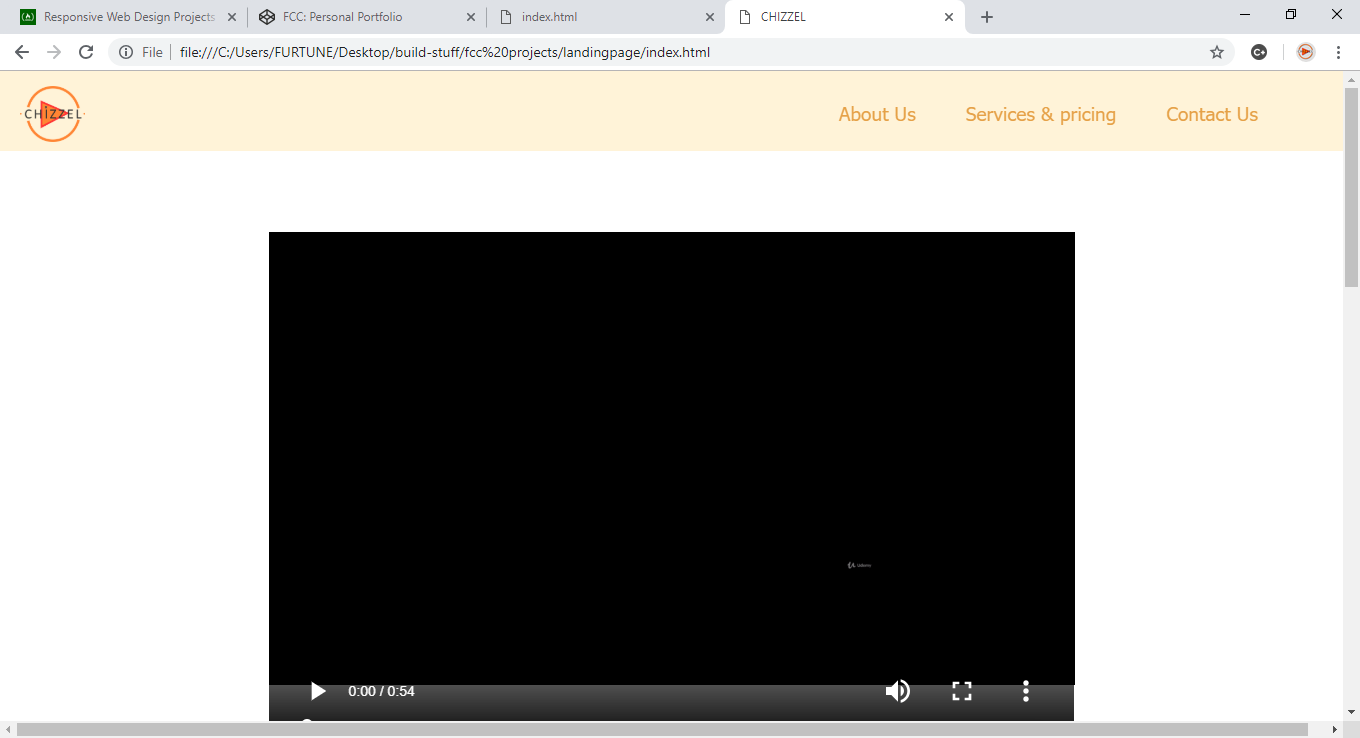 Responsive Web Design Projects
FCC: Personal Portfolio
index.html
CHIZZEL
File
file:///C:/Users/FURTUNE/Desktop/build-stuff/fcc%20projects/landingpage/index.html
C+
CHIZZEL
About Us
Services & pricing
Contact Us
0:00 / 0:54